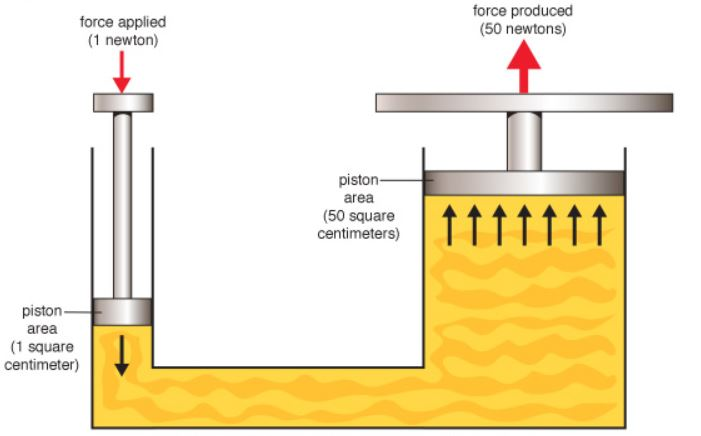 force applied
(1 newton)
force produced
(50 newtons)
piston
area
(50 square
centimeters)
piston
area
(1 square
centimeter)